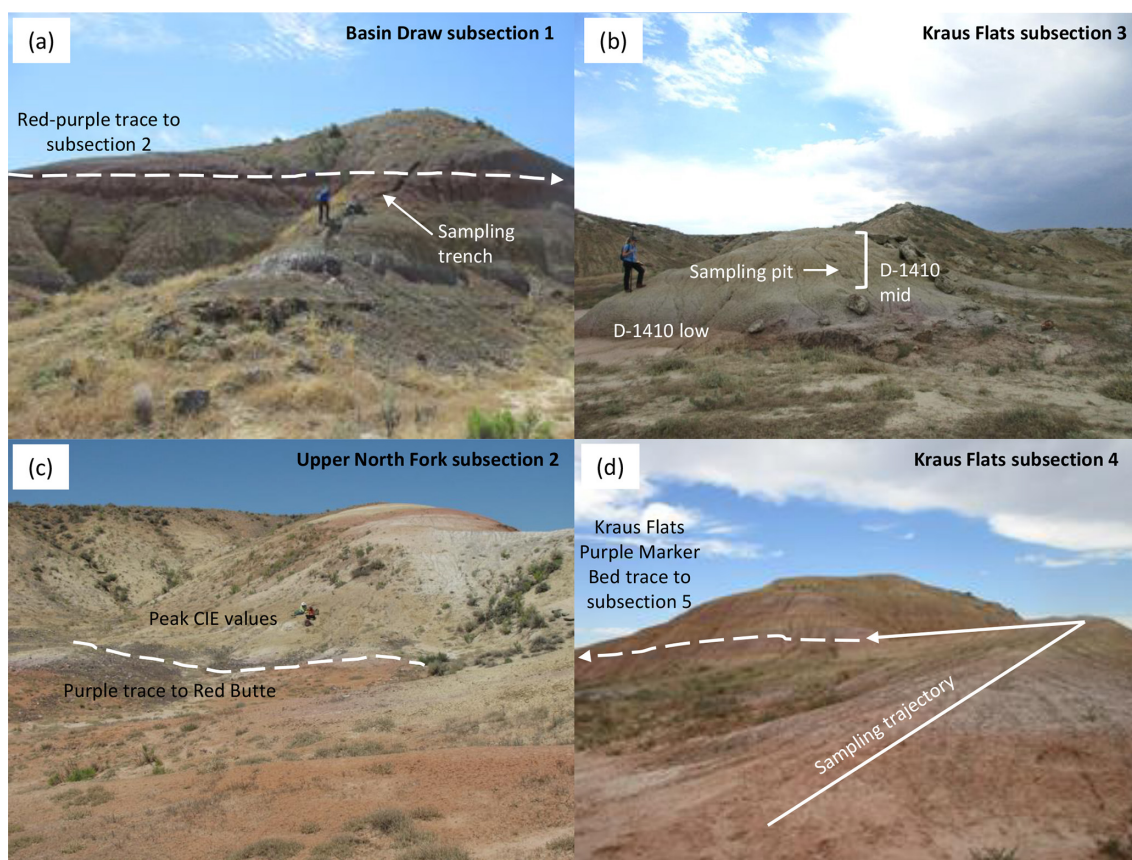 (a)
Basin Draw subsection 1
Red-purple trace to
subsection 2
Sampling
trench
(b)
Kraus Flats subsection 3
Sampling pit
D-1410
mid
D-1410 low
(c)
Upper North Fork subsection 2
Peak CIE values
Purple trace to Red Butte
(d)
Kraus Flats subsection 4
Kraus Flats
Purple Marker
Bed trace to
subsection 5
Sampling trajectory